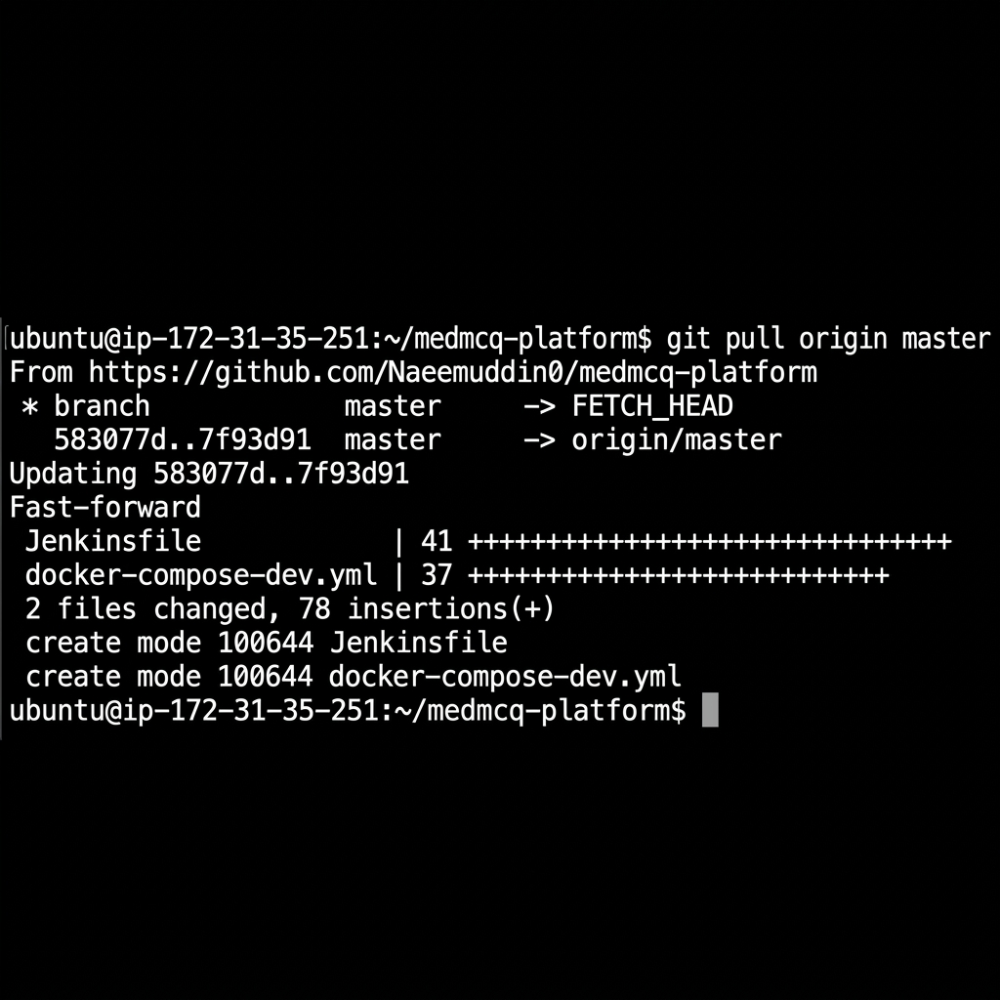 ubuntu@ip-172-31-35-251:~/medmcq-platform$ git pull origin master
From https://github.com/Naeemuddin0/medmcq-platform
 * branch            master     -> FETCH_HEAD
   583077d..7f93d91  master     -> origin/master
Updating 583077d..7f93d91
Fast-forward
 Jenkinsfile            | 41 +++++++++++++++++++++++++++++++
 docker-compose-dev.yml | 37 +++++++++++++++++++++++++++
 2 files changed, 78 insertions(+)
 create mode 100644 Jenkinsfile
 create mode 100644 docker-compose-dev.yml
ubuntu@ip-172-31-35-251:~/medmcq-platform$